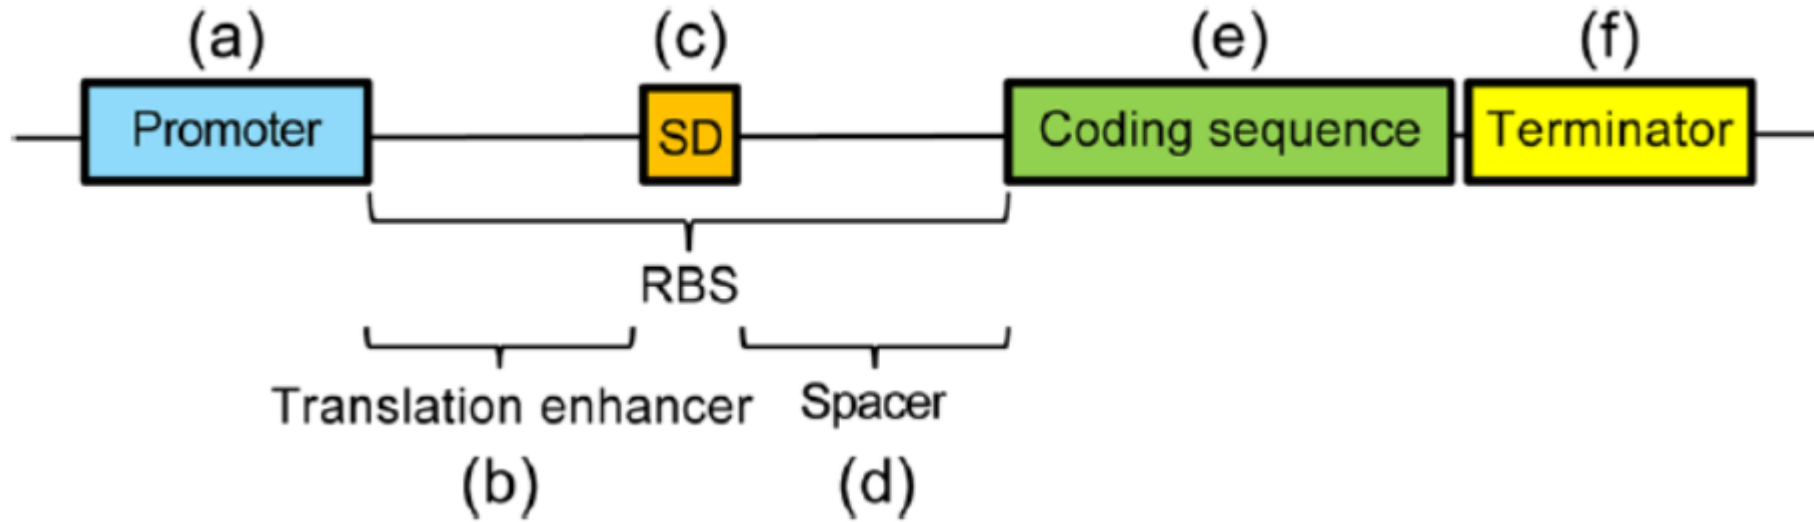 (a) (c) (e) (f)
Promoter SD Coding sequence Terminator
RBS
Translation enhancer Spacer
(b) (d)